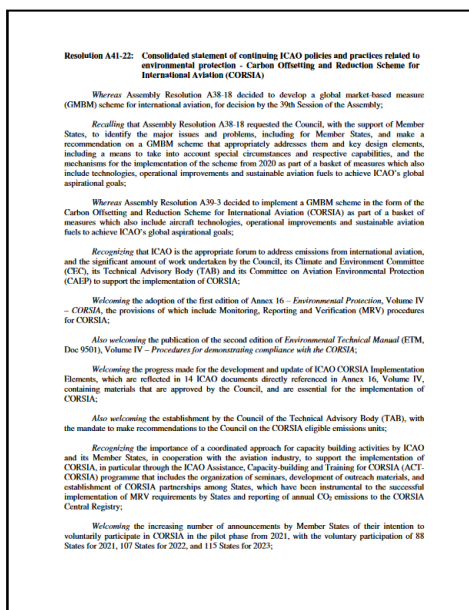 Resolution A41-22: Consolidated statement of continuing ICAO policies and practices related to
environmental protection - Carbon Offsetting and Reduction Scheme for
International Aviation (CORSIA)
Whereas Assembly Resolution A38-18 decided to develop a global market-based measure
(GMBM) scheme for international aviation, for decision by the 39th Session of the Assembly;
Recalling that Assembly Resolution A38-18 requested the Council, with the support of Member
States, to identify the major issues and problems, including for Member States, and make a
recommendation on a GMBM scheme that appropriately addresses them and key design elements,
including a means to take into account special circumstances and respective capabilities, and the
mechanisms for the implementation of the scheme from 2020 as part of a basket of measures which also
include technologies, operational improvements and sustainable aviation fuels to achieve ICAO's global
aspirational goals;
Whereas Assembly Resolution A39-3 decided to implement a GMBM scheme in the form of the
Carbon Offsetting and Reduction Scheme for International Aviation (CORSIA) as part of a basket of
measures which also include aircraft technologies, operational improvements and sustainable aviation
fuels to achieve ICAO's global aspirational goals;
Recognizing that ICAO is the appropriate forum to address emissions from international aviation,
and the significant amount of work undertaken by the Council, its Climate and Environment Committee
(CEC), its Technical Advisory Body (TAB) and its Committee on Aviation Environmental Protection
(CAEP) to support the implementation of CORSIA;
Welcoming the adoption of the first edition of Annex 16 – Environmental Protection, Volume IV
– CORSIA, the provisions of which include Monitoring, Reporting and Verification (MRV) procedures
for CORSIA;
Also welcoming the publication of the second edition of Environmental Technical Manual (ETM,
Doc 9501), Volume IV – Procedures for demonstrating compliance with the CORSIA;
Welcoming the progress made for the development and update of ICAO CORSIA Implementation
Elements, which are reflected in 14 ICAO documents directly referenced in Annex 16, Volume IV,
containing materials that are approved by the Council, and are essential for the implementation of
CORSIA;
Also welcoming the establishment by the Council of the Technical Advisory Body (TAB), with
the mandate to make recommendations to the Council on the CORSIA eligible emissions units;
Recognizing the importance of a coordinated approach for capacity building activities by ICAO
and its Member States, in cooperation with the aviation industry, to support the implementation of
CORSIA, in particular through the ICAO Assistance, Capacity-building and Training for CORSIA (ACT-
CORSIA) programme that includes the organization of seminars, development of outreach materials, and
establishment of CORSIA partnerships among States, which have been instrumental to the successful
implementation of MRV requirements by States and reporting of annual CO₂ emissions to the CORSIA
Central Registry;
Welcoming the increasing number of announcements by Member States of their intention to
voluntarily participate in CORSIA in the pilot phase from 2021, with the voluntary participation of 88
States for 2021, 107 States for 2022, and 115 States for 2023;